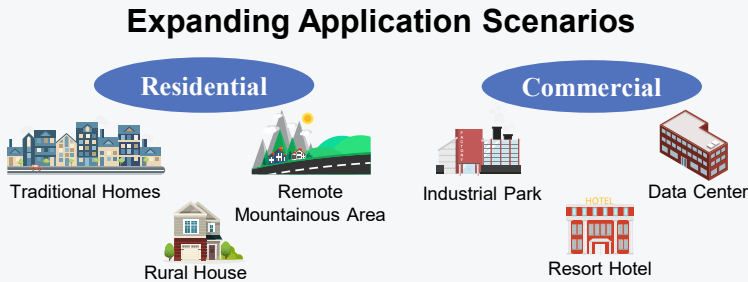 Expanding Application Scenarios
Residential
Commercial
Traditional Homes
Remote
Mountainous Area
Rural House
Industrial Park
Data Center
HOTEL
Resort Hotel